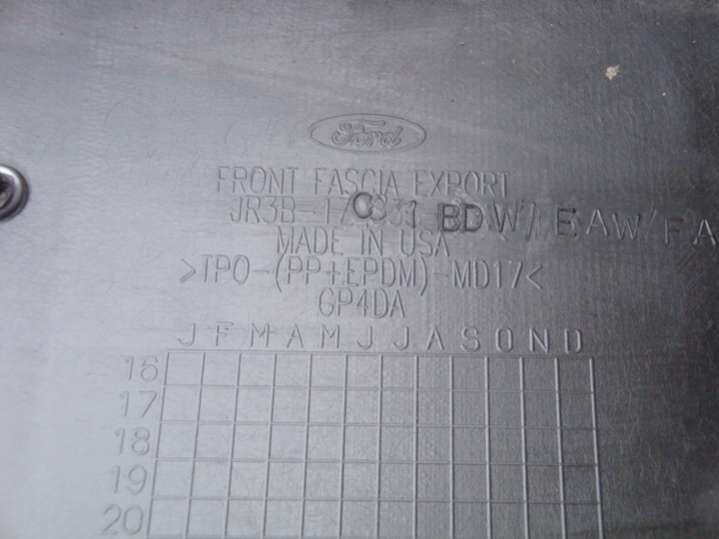 Ford
FRONT FASCIA EXPORT
JR3B-17C831 BDW/EAW/FA
MADE IN USA
>TPO-(PP+EPDM)-MD17<
GP4DA
J F M A M J J A S O N D
16
17
18
19
20